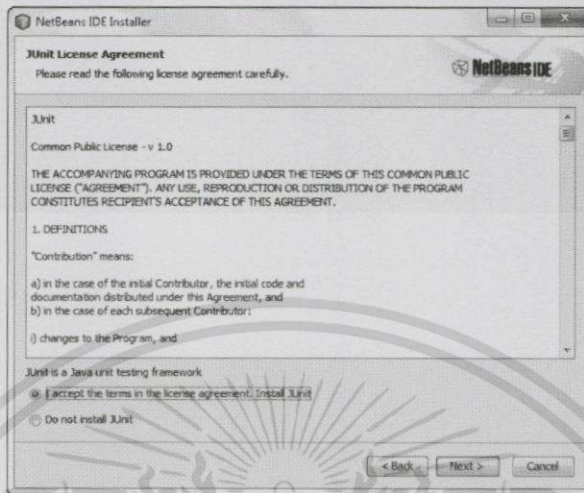 NetBeans IDE Installer
JUnit License Agreement
Please read the following license agreement carefully.
NetBeans IDE
JUnit
Common Public License - v 1.0
THE ACCOMPANYING PROGRAM IS PROVIDED UNDER THE TERMS OF THIS COMMON PUBLIC
LICENSE ("AGREEMENT"). ANY USE, REPRODUCTION OR DISTRIBUTION OF THE PROGRAM
CONSTITUTES RECIPIENT'S ACCEPTANCE OF THIS AGREEMENT.
1. DEFINITIONS
"Contribution" means:
a) in the case of the initial Contributor, the initial code and
documentation distributed under this Agreement, and
b) in the case of each subsequent Contributor:
i) changes to the Program, and
JUnit is a Java unit testing framework
I accept the terms in the license agreement. Install JUnit
Do not install JUnit
< Back
Next >
Cancel